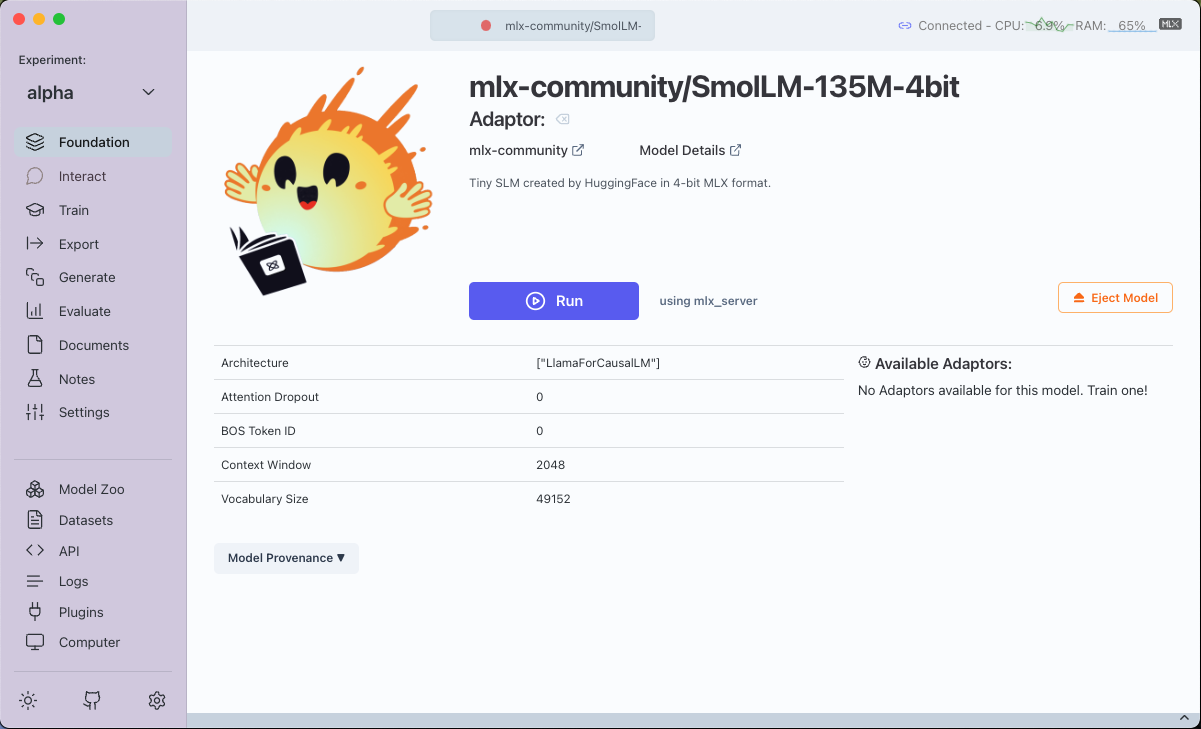 mlx-community/SmolLM-
Connected - CPU: 6.9% RAM: 65% MLX
Experiment:
alpha
Foundation
Interact
Train
Export
Generate
Evaluate
Documents
Notes
Settings
Model Zoo
Datasets
API
Logs
Plugins
Computer
mlx-community/SmolLM-135M-4bit
Adaptor:
mlx-community Model Details
Tiny SLM created by HuggingFace in 4-bit MLX format.
Run using mlx_server Eject Model
Architecture ["LlamaForCausalLM"]
Attention Dropout 0
BOS Token ID 0
Context Window 2048
Vocabulary Size 49152
Available Adaptors:
No Adaptors available for this model. Train one!
Model Provenance ▼